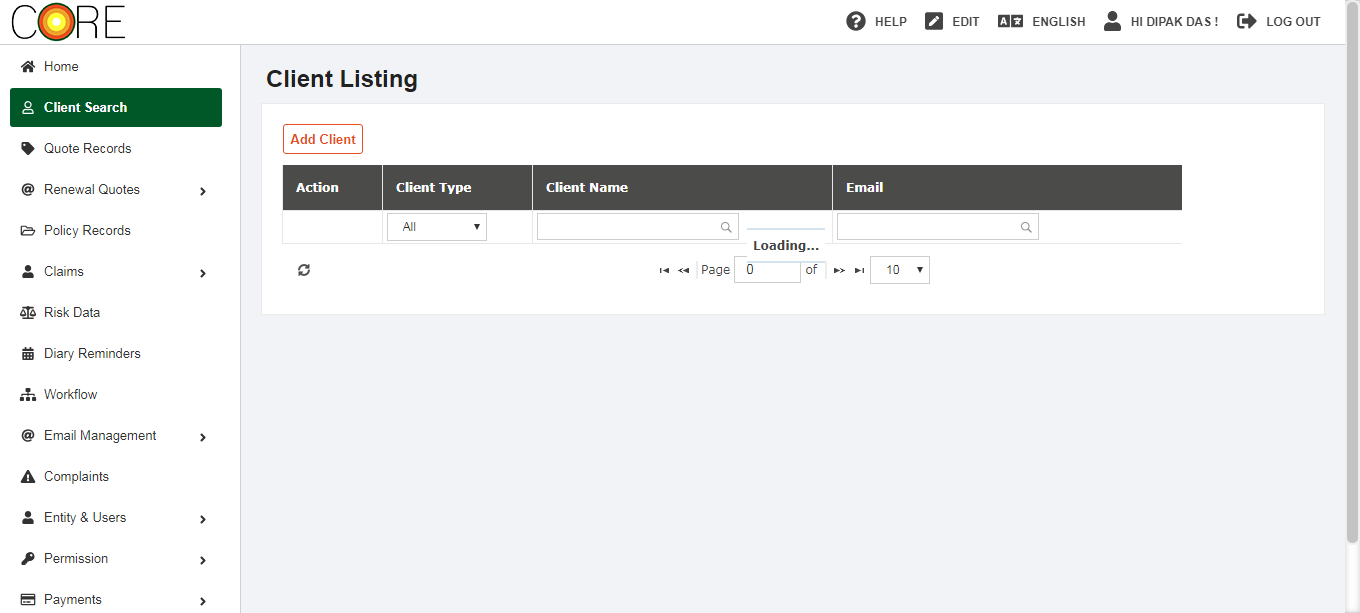 CORE
HELP EDIT ENGLISH HI DIPAK DAS ! LOG OUT
Home
Client Search
Quote Records
Renewal Quotes
Policy Records
Claims
Risk Data
Diary Reminders
Workflow
Email Management
Complaints
Entity & Users
Permission
Payments
Client Listing
Add Client
Action Client Type Client Name Email
All
Loading...
Page 0 of 10